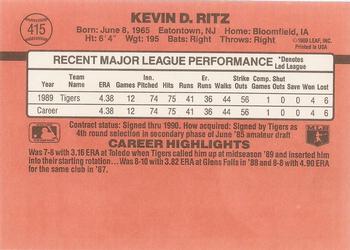 415
KEVIN D. RITZ
Born: June 8, 1965 Eatontown, NJ Home: Bloomfield, IA
Ht: 6'4" Wgt: 195 Bats: Right Throws: Right
©1989 LEAF, INC.
Printed in USA
RECENT MAJOR LEAGUE PERFORMANCE *Denotes Led League
Year Team Name ERA G Inn. Pitched Hits Runs Er. Runs Walks Strike Outs Comp. Games Shut Outs Saves Won Lost
1989 Tigers 4.38 12 74 75 41 36 44 56 1 0 0 4 6
Career 4.38 12 74 75 41 36 44 56 1 0 0 4 6
Contract status: Signed thru 1990. How acquired: Signed by Tigers as
4th round selection in secondary phase of June '85 amateur draft
CAREER HIGHLIGHTS
Was 7-8 with 3.16 ERA at Toledo when Tigers called him up at midseason '89 and inserted him
into their starting rotation... Was 8-10 with 3.82 ERA at Glens Falls in '88 and 8-8 with 4.90 ERA
for the same club in '87.